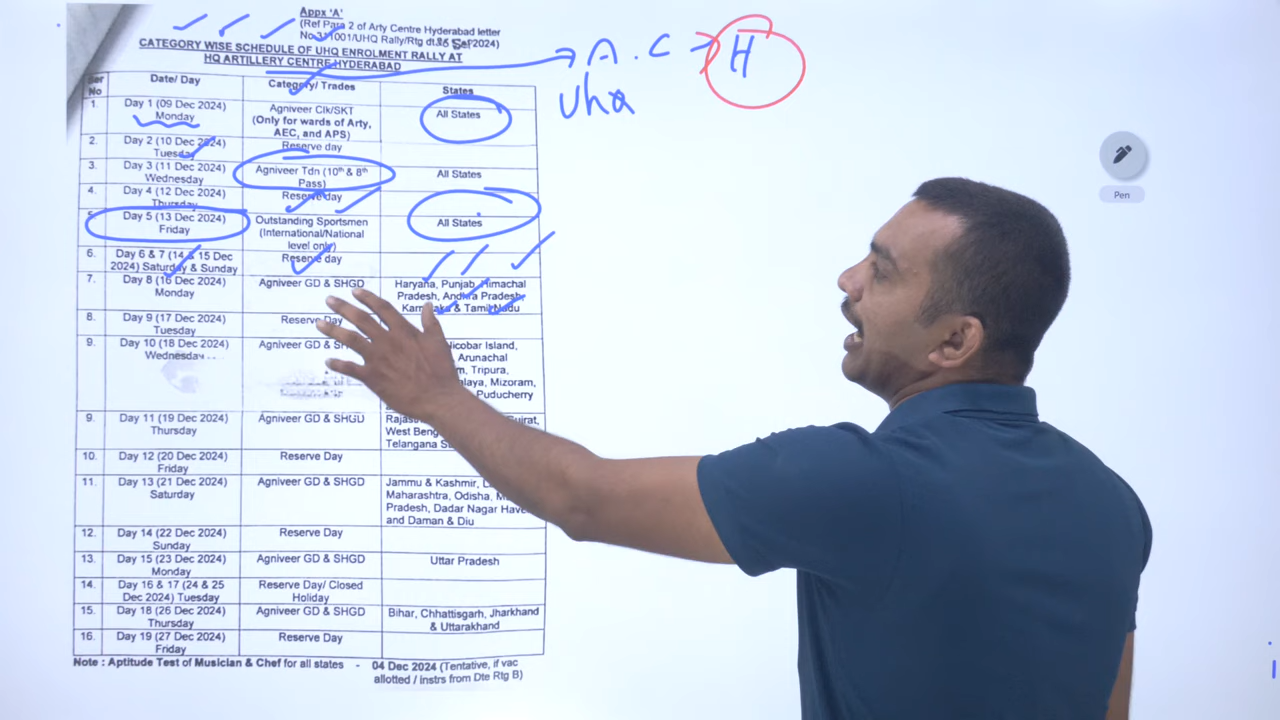 Appx 'A'
(Ref Para 2 of Arty Centre Hyderabad letter
No.311001/UHQ Rally/Rtg dt. Sep 2024)
CATEGORY WISE SCHEDULE OF UHQ ENROLMENT RALLY AT
HQ ARTILLERY CENTRE HYDERABAD
A.C
H
Uhq
Pen
Ser No Date/ Day Category/ Trades States
1. Day 1 (09 Dec 2024) Agniveer Clk/SKT All States
Monday (Only for wards of Arty,
AEC, and APS)
2. Day 2 (10 Dec 2024) Reserve day
Tuesday
3. Day 3 (11 Dec 2024) Agniveer Tdn (10th & 8th All States
Wednesday Pass)
4. Day 4 (12 Dec 2024) Reserve day
Thursday
5. Day 5 (13 Dec 2024) Outstanding Sportsmen All States
Friday (International/National
level only)
6. Day 6 & 7 (14 & 15 Dec Reserve day
2024) Saturday & Sunday
7. Day 8 (16 Dec 2024) Agniveer GD & SHGD Haryana, Punjab, Himachal
Monday Pradesh, Andhra Pradesh,
Karnataka & Tamil Nadu
8. Day 9 (17 Dec 2024) Reserve Day
Tuesday
9. Day 10 (18 Dec 2024) Agniveer GD & Nicobar Island,
Wednesday Arunachal
Tripura,
Mizoram,
Puducherry
9. Day 11 (19 Dec 2024) Agniveer GD & SHGD
Thursday West
Telangana
10. Day 12 (20 Dec 2024) Reserve Day
Friday
11. Day 13 (21 Dec 2024) Agniveer GD & SHGD Jammu & Kashmir,
Saturday Maharashtra, Odisha,
Pradesh, Dadar Nagar
and Daman & Diu
12. Day 14 (22 Dec 2024) Reserve Day
Sunday
13. Day 15 (23 Dec 2024) Agniveer GD & SHGD Uttar Pradesh
Monday
14. Day 16 & 17 (24 & 25 Reserve Day/ Closed
Dec 2024) Tuesday Holiday
15. Day 18 (26 Dec 2024) Agniveer GD & SHGD Bihar, Chhattisgarh, Jharkhand
Thursday & Uttarakhand
16. Day 19 (27 Dec 2024) Reserve Day
Friday
Note : Aptitude Test of Musician & Chef for all states - 04 Dec 2024 (Tentative, if vac
allotted / instrs from Dte Rtg B)